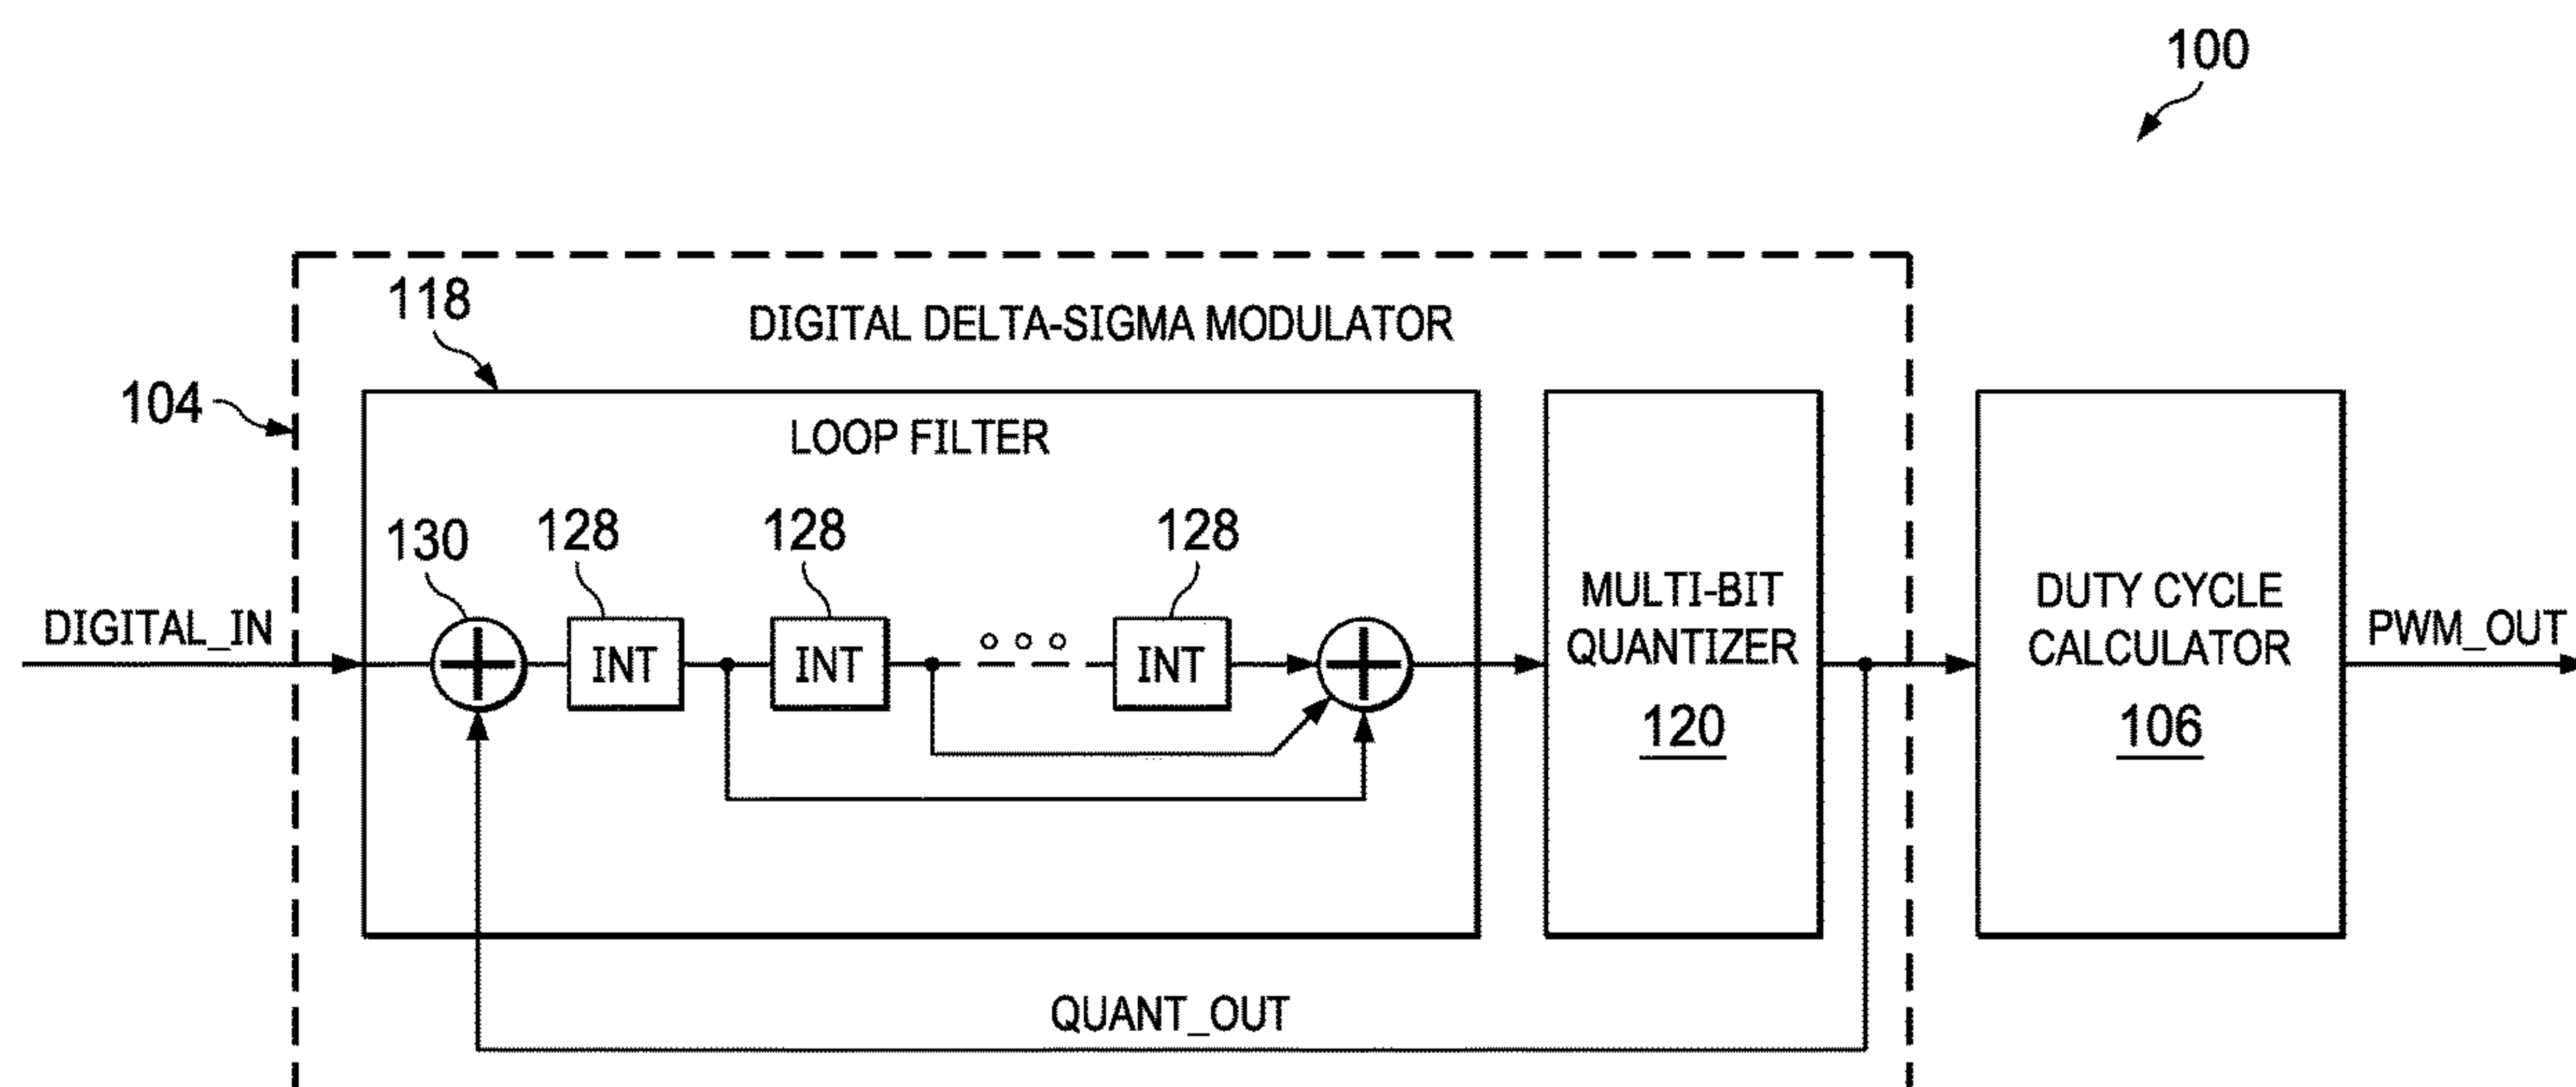 100
118
DIGITAL DELTA-SIGMA MODULATOR
104
LOOP FILTER
130
128
128
128
DIGITAL_IN
INT
INT
INT
MULTI-BIT
QUANTIZER
120
DUTY CYCLE
CALCULATOR
106
PWM_OUT
QUANT_OUT